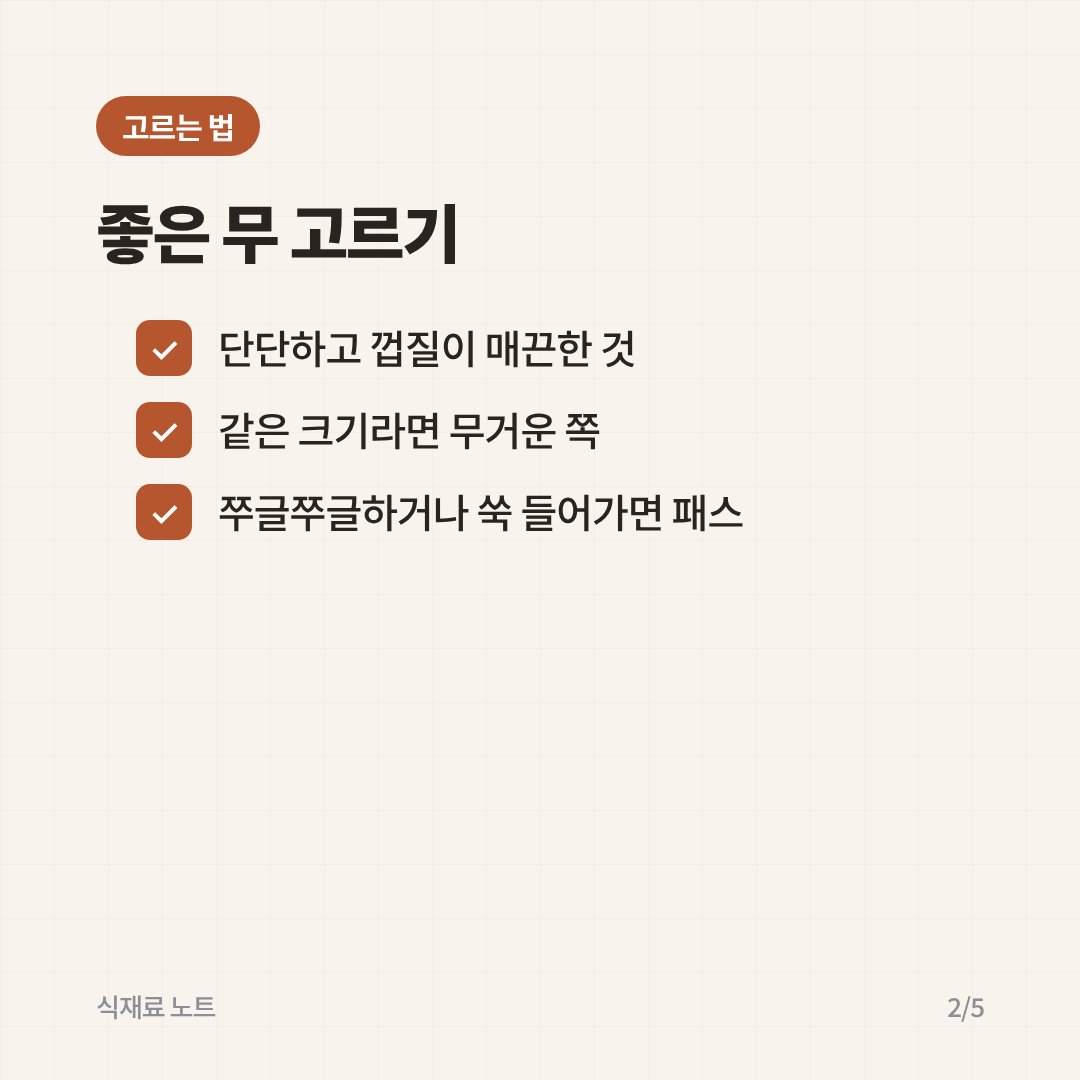 고르는 법
좋은 무 고르기
단단하고 껍질이 매끈한 것
같은 크기라면 무거운 쪽
쭈글쭈글하거나 쑥 들어가면 패스
식재료 노트
2/5